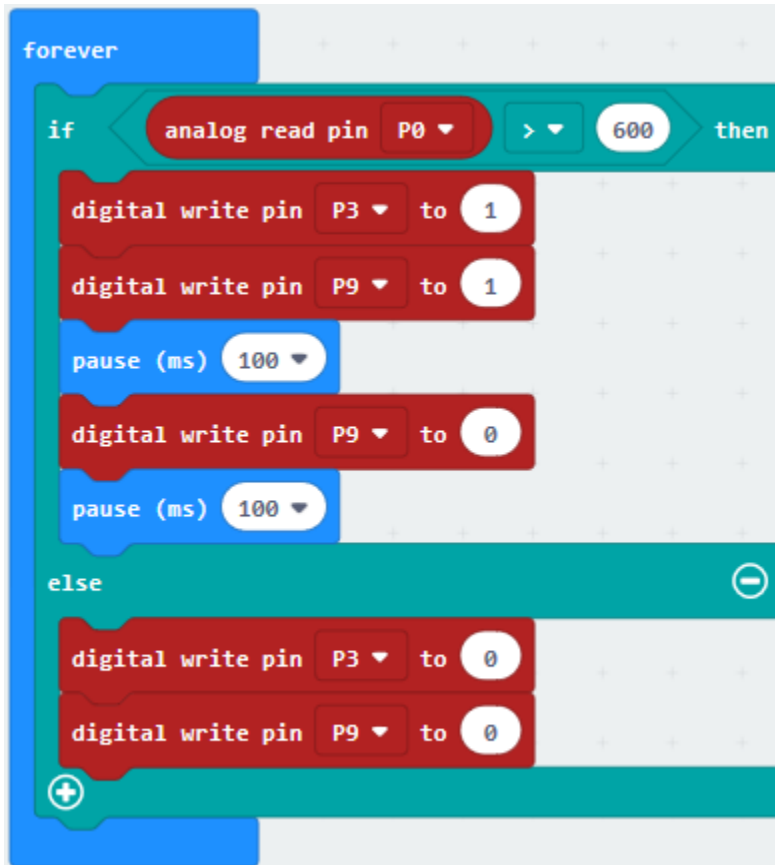 forever
if analog read pin P0 > 600 then
digital write pin P3 to 1
digital write pin P9 to 1
pause (ms) 100
digital write pin P9 to 0
pause (ms) 100
else
digital write pin P3 to 0
digital write pin P9 to 0